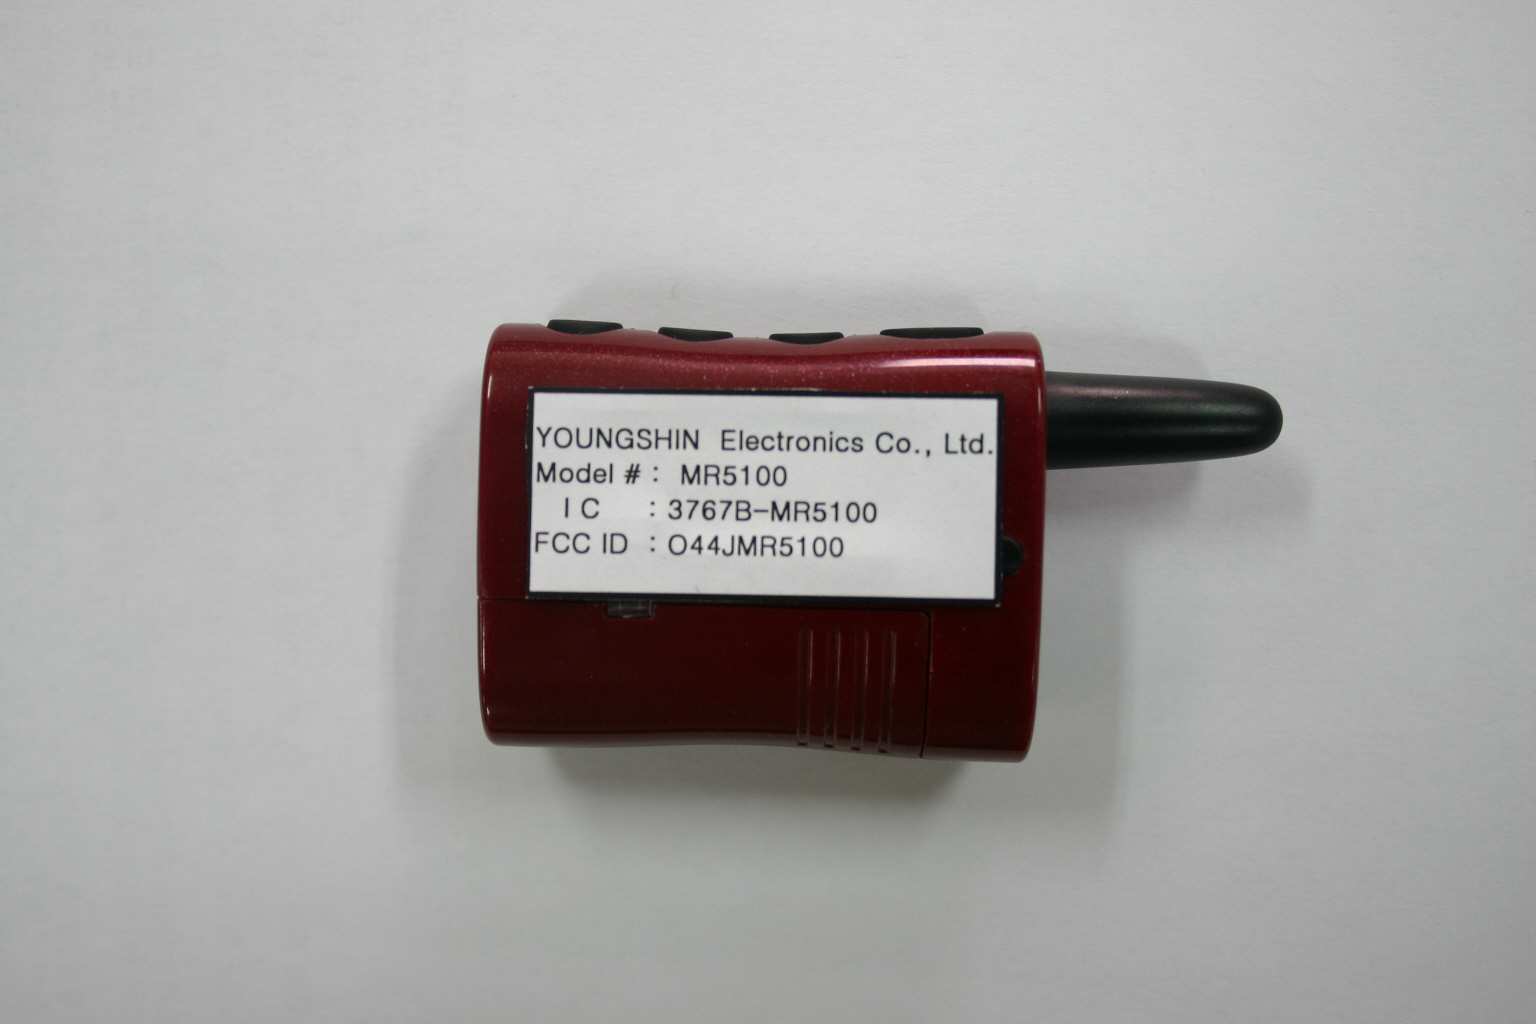 YOUNGSHIN Electronics Co., Ltd.
Model # : MR5100
I C : 3767B-MR5100
FCC ID : O44JMR5100